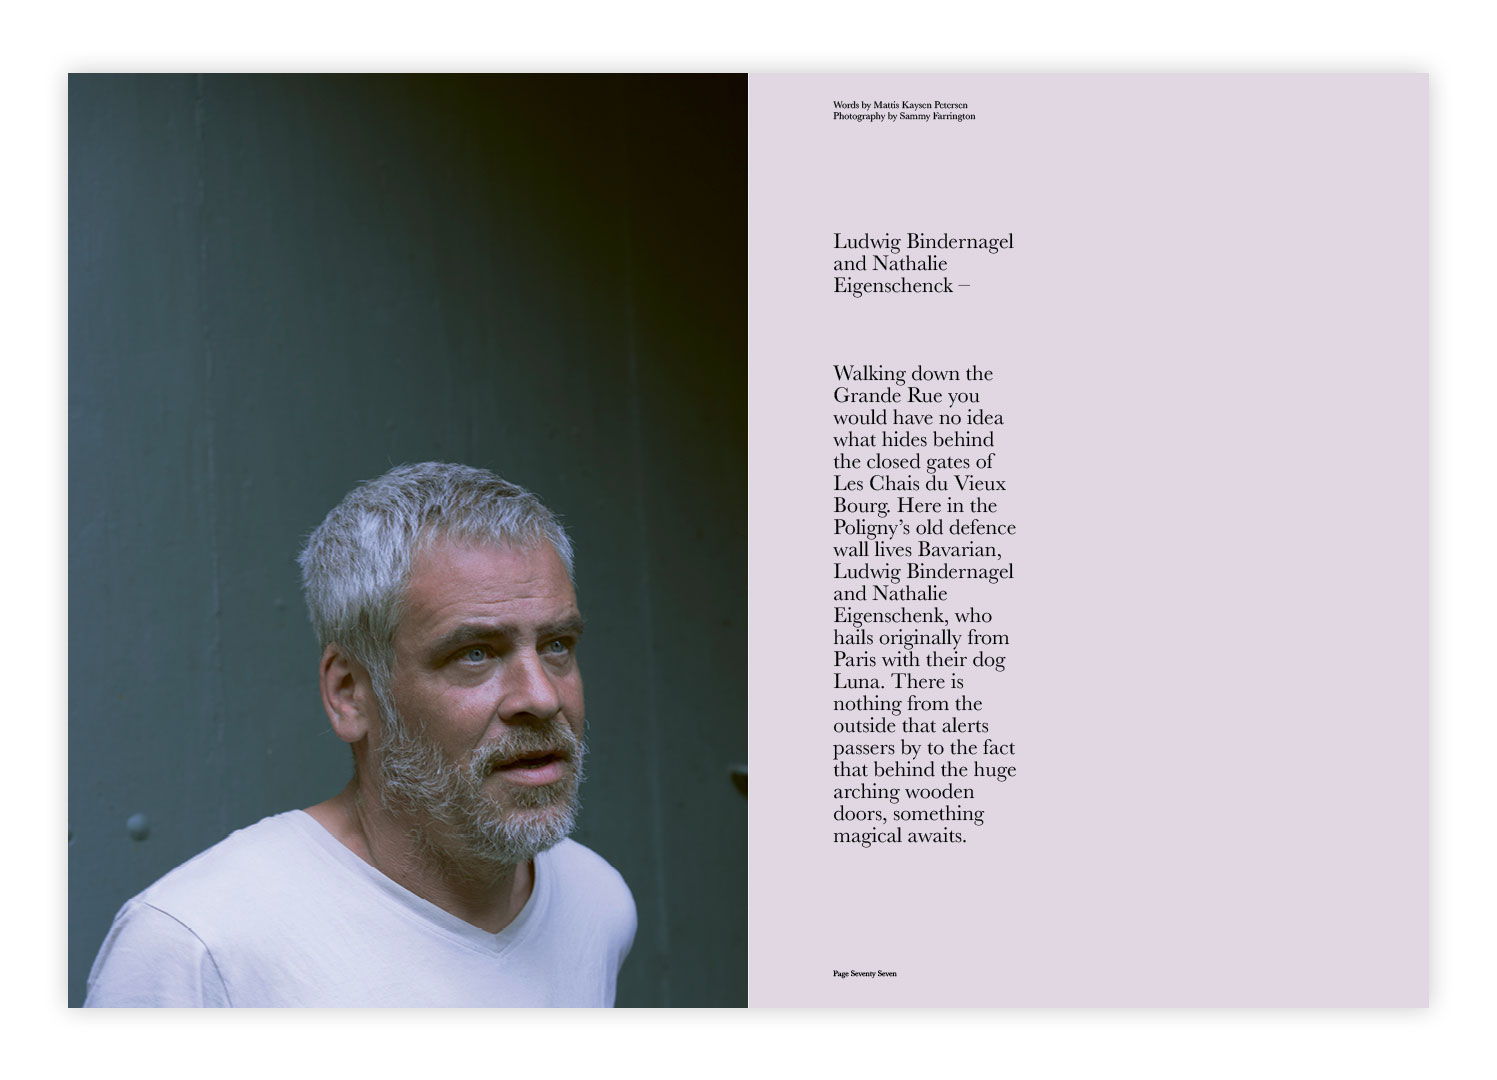 Words by Mattis Kaysen Petersen
Photography by Sammy Farrington
Ludwig Bindernagel
and Nathalie
Eigenschenck –
Walking down the
Grande Rue you
would have no idea
what hides behind
the closed gates of
Les Chais du Vieux
Bourg. Here in the
Poligny’s old defence
wall lives Bavarian,
Ludwig Bindernagel
and Nathalie
Eigenschenk, who
hails originally from
Paris with their dog
Luna. There is
nothing from the
outside that alerts
passers by to the fact
that behind the huge
arching wooden
doors, something
magical awaits.
Page Seventy Seven